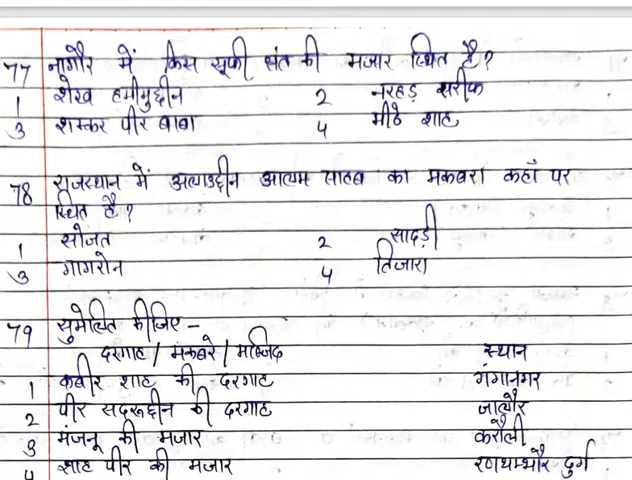 77 नागौर में किस सूफी संत की मजार स्थित है?
1 शेख हमीमुद्दीन 2 नरहड़ शरीफ
3 शक्कर पीर बाबा 4 मीठे शाह
78 राजस्थान में अलाउद्दीन आलम साहब का मकबरा कहाँ पर
स्थित है?
1 सोजत 2 सादड़ी
3 गागरोन 4 तिजारा
79 सुमेलित कीजिए -
दरगाह / मकबरे / मस्जिद स्थान
1 कबीर शाह की दरगाह गंगानगर
2 पीर सदरूद्दीन की दरगाह जालौर
3 मंजनू की मजार करौली
4 शाह पीर की मजार रणथम्भौर दुर्ग